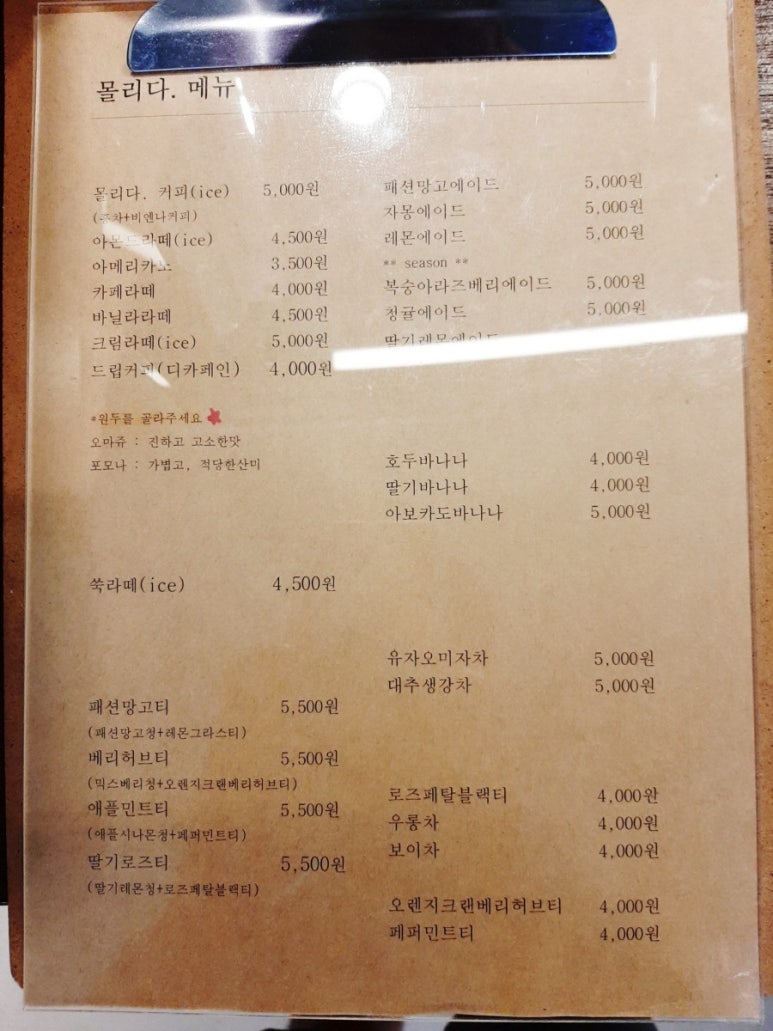 몰리다. 메뉴
몰리다. 커피(ice) 5,000원
아몬드라떼(ice) 4,500원
아메리카노 3,500원
카페라떼 4,000원
바닐라라떼 4,500원
크림라떼(ice) 5,000원
드립커피(디카페인) 4,000원
*원두를 골라주세요
오마쥬 : 진하고 고소한맛
포모나 : 가볍고, 적당한산미
쑥라떼(ice) 4,500원
패션망고티 5,500원
(패션망고청+레몬그라스티)
베리허브티 5,500원
(믹스베리청+오렌지크랜베리허브티)
애플민트티 5,500원
(애플시나몬청+페퍼민트티)
딸기로즈티 5,500원
(딸기레몬청+로즈페탈블랙티)
패션망고에이드 5,000원
자몽에이드 5,000원
레몬에이드 5,000원
** season **
복숭아라즈베리에이드 5,000원
청귤에이드 5,000원
딸기레몬에이드
호두바나나 4,000원
딸기바나나 4,000원
아보카도바나나 5,000원
유자오미자차 5,000원
대추생강차 5,000원
로즈페탈블랙티 4,000원
우롱차 4,000원
보이차 4,000원
오렌지크랜베리허브티 4,000원
페퍼민트티 4,000원